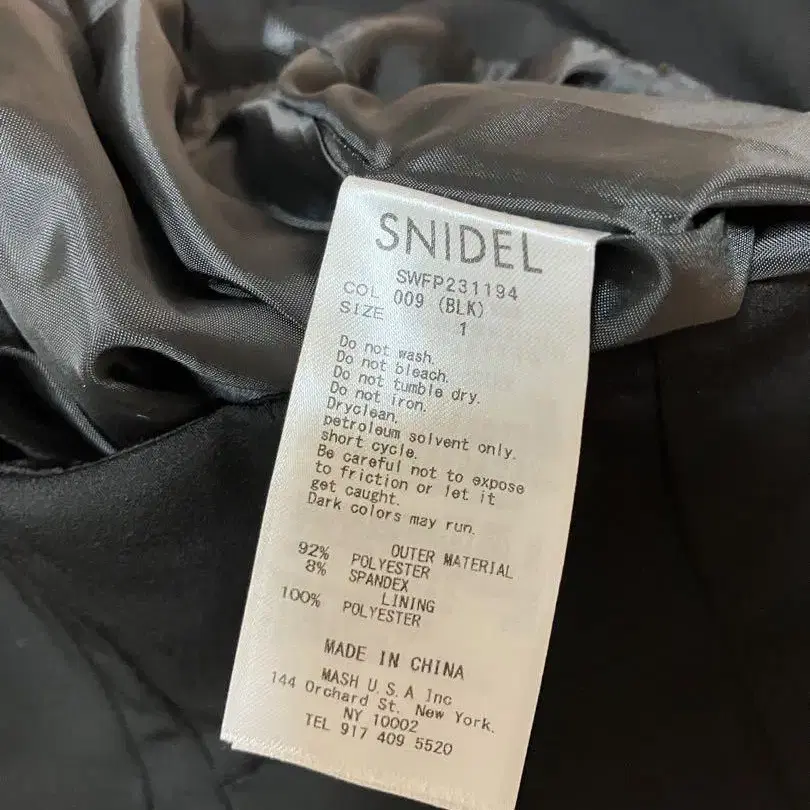 SNIDEL
SWFP231194
COL 009 (BLK)
SIZE 1
Do not wash.
Do not bleach.
Do not tumble dry.
Do not iron.
Dryclean,
petroleum solvent only.
short cycle.
Be careful not to expose
to friction or let it
get caught.
Dark colors may run.
OUTER MATERIAL
92% POLYESTER
8% SPANDEX
LINING
100% POLYESTER
MADE IN CHINA
MASH U.S.A Inc
144 Orchard St. New York.
NY 10002
TEL 917 409 5520